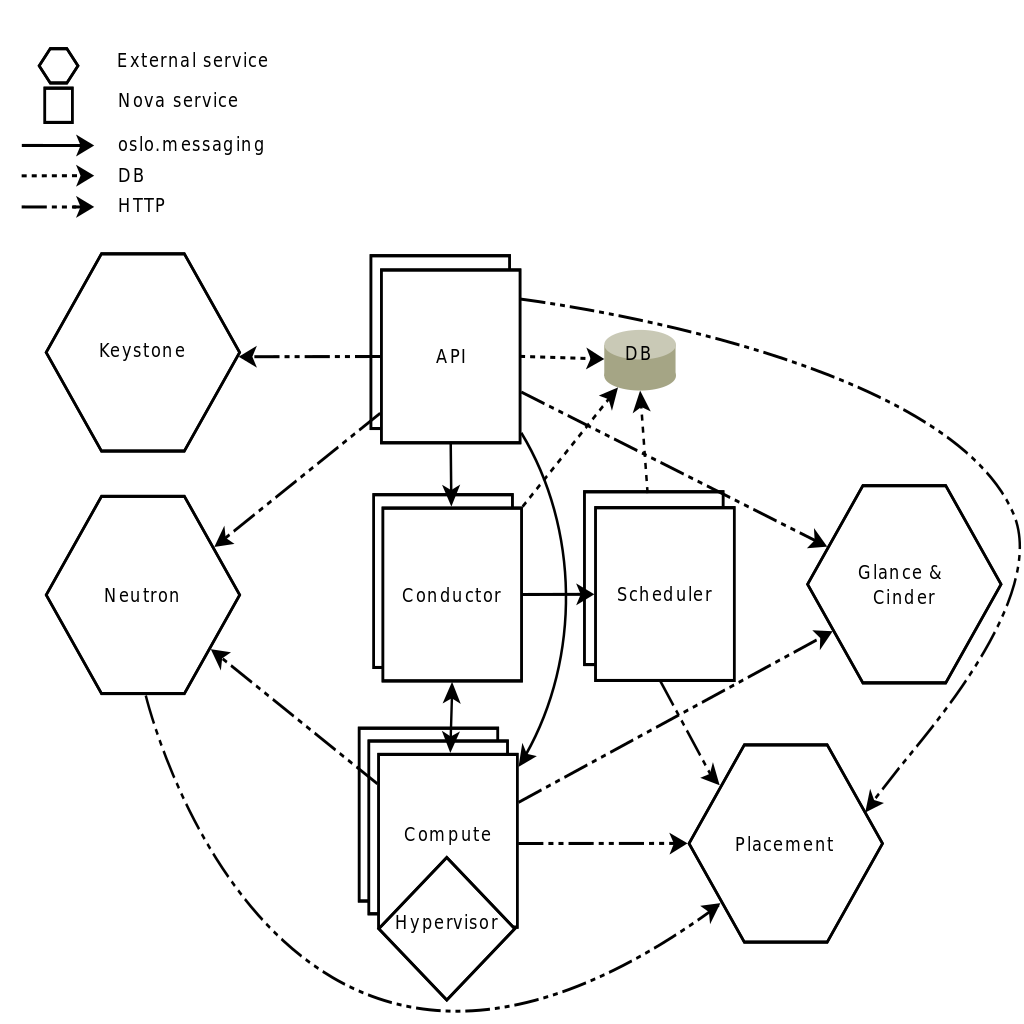 External service
Nova service
oslo.messaging
DB
HTTP
Keystone
API
DB
Neutron
Conductor
Scheduler
Glance &
Cinder
Compute
Hypervisor
Placement